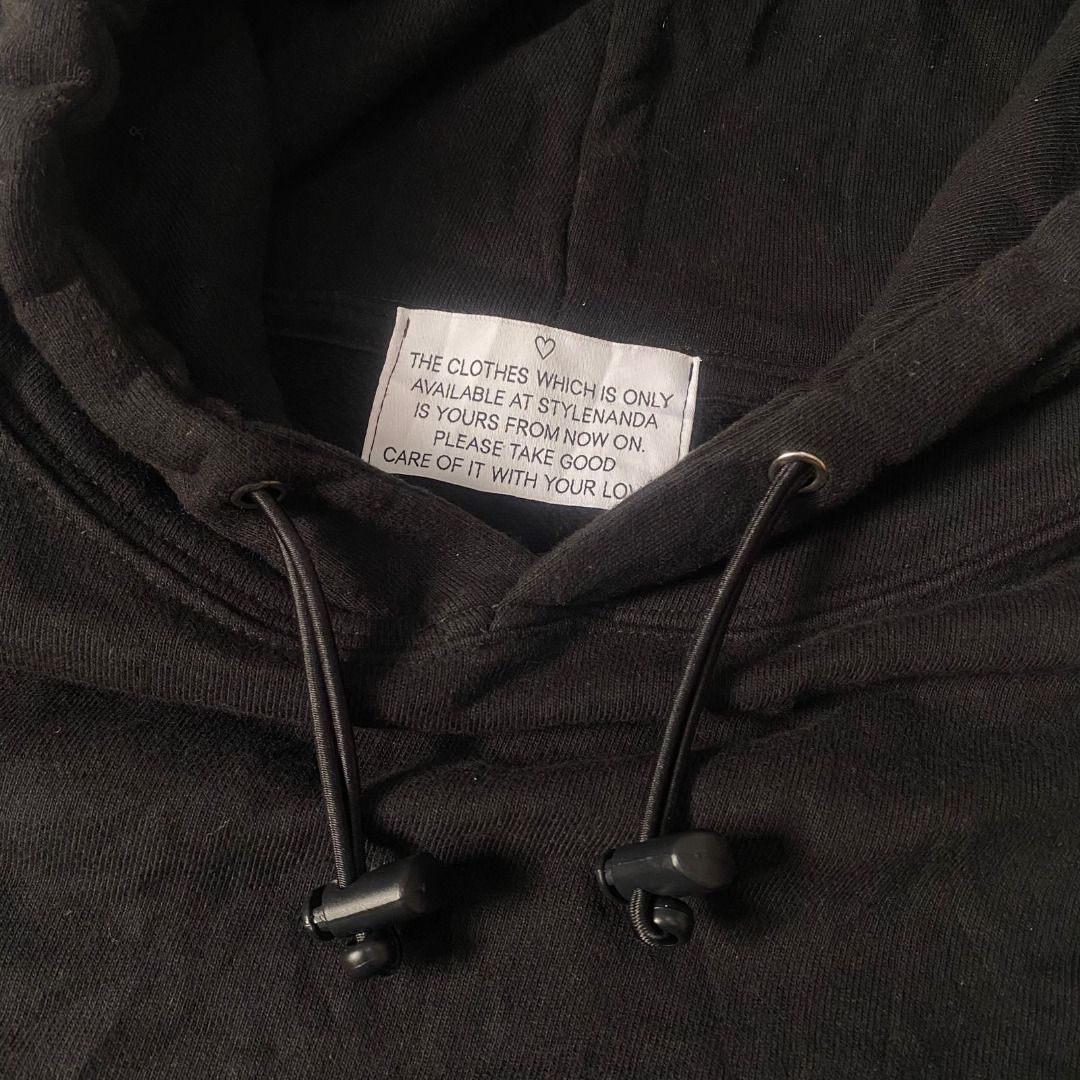 THE CLOTHES WHICH IS ONLY
AVAILABLE AT STYLENANDA
IS YOURS FROM NOW ON.
PLEASE TAKE GOOD
CARE OF IT WITH YOUR